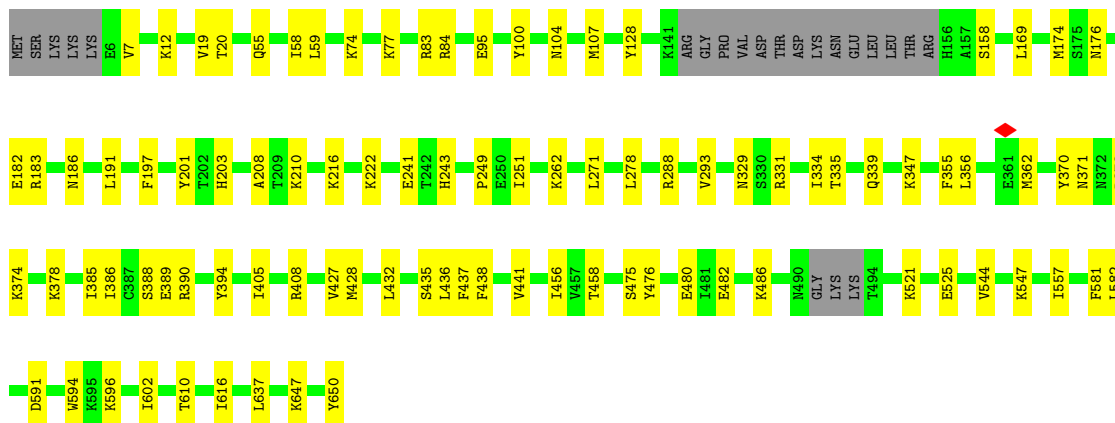 MET SER LYS LYS LYS E6 V7 K12 V19 T20 Q55 I58 L59 K74 K77 R83 R84 E95 Y100 N104 M107 Y128 K141 ARG GLY PRO VAL ASP THR ASP LYS ASN GLU LEU LEU THR ARG H156 A157 S158 L169 M174 S175 N176
E182 R183 N186 L191 F197 Y201 T202 H203 A208 T209 K210 K216 K222 E241 T242 H243 P249 E250 I251 K262 L271 L278 R288 V293 N329 S330 R331 I334 T335 Q339 K347 F355 L356 E361 M362 Y370 N371 N372
K374 K378 I385 I386 C387 S388 E389 R390 Y394 I405 R408 V427 M428 L432 S435 L436 F437 F438 V441 I456 V457 T458 S475 Y476 E480 I481 E482 K486 N490 GLY LYS LYS T494 K521 E525 V544 K547 I557 F581 L582
D591 W594 K595 K596 I602 T610 I616 L637 K647 Y650